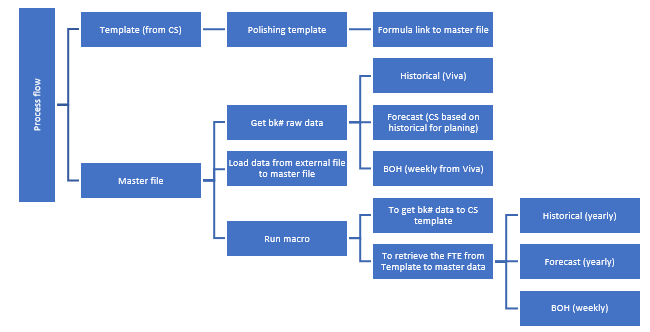 Process flow
Template (from CS)
Polishing template
Formula link to master file
Master file
Get bk# raw data
Historical (Viva)
Forecast (CS based on
historical for planing)
BOH (weekly from Viva)
Load data from external file
to master file
Run macro
To get bk# data to CS
template
To retrieve the FTE from
Template to master data
Historical (yearly)
Forecast (yearly)
BOH (weekly)